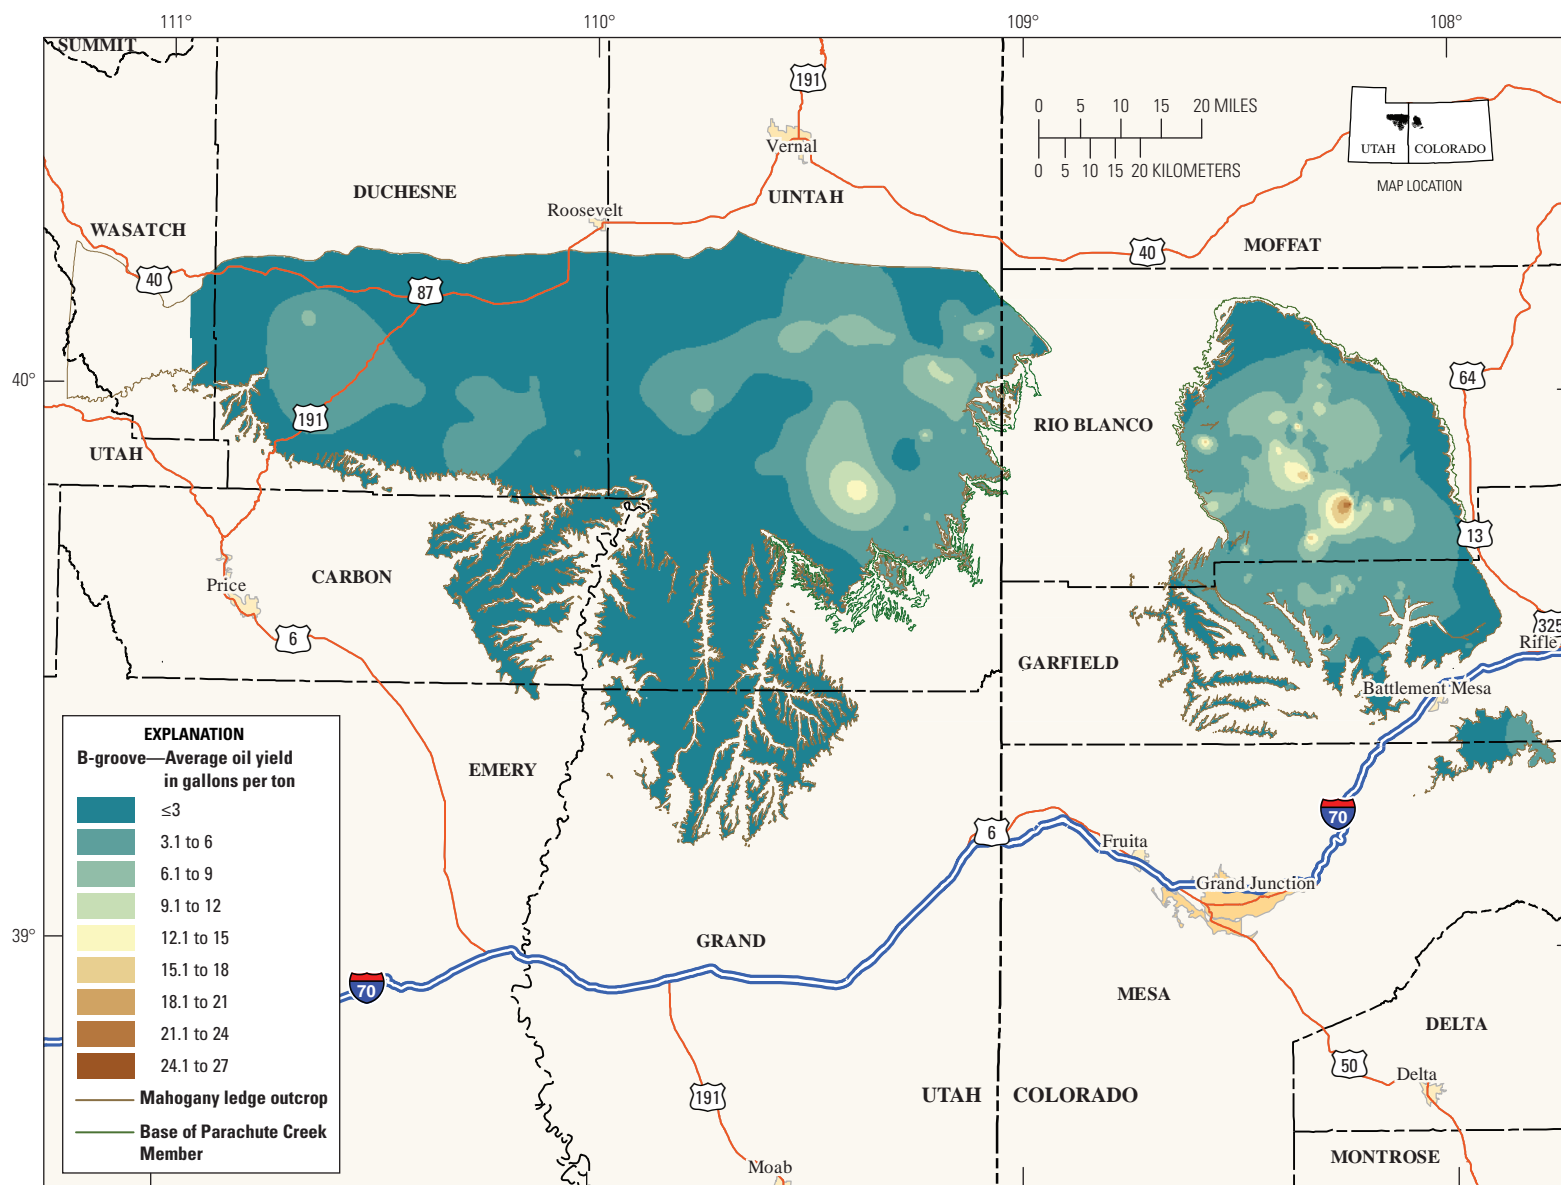 111°
110°
109°
108°
SUMMIT
191
0 5 10 15 20 MILES
0 5 10 15 20 KILOMETERS
Vernal
UTAH COLORADO
MAP LOCATION
DUCHESNE
UINTAH
Roosevelt
WASATCH
MOFFAT
40
40
87
40°
64
191
RIO BLANCO
UTAH
13
CARBON
Price
6
325
Rifle
GARFIELD
Battlement Mesa
EXPLANATION
B-groove—Average oil yield
in gallons per ton
≤3
3.1 to 6
6.1 to 9
9.1 to 12
12.1 to 15
15.1 to 18
18.1 to 21
21.1 to 24
24.1 to 27
Mahogany ledge outcrop
Base of Parachute Creek
Member
EMERY
70
6
Fruita
Grand Junction
39°
GRAND
70
MESA
DELTA
50
Delta
191
UTAH COLORADO
MONTROSE
Moab